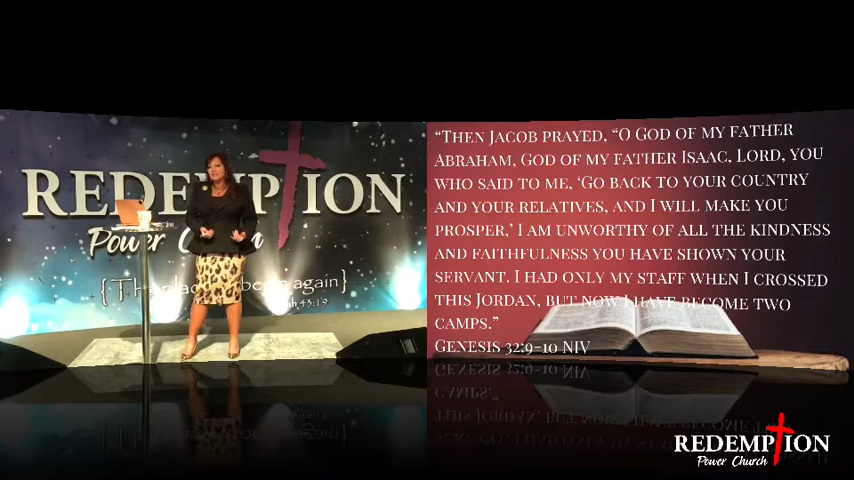 REDEMPTION
Power C
again}
43:19
“THEN JACOB PRAYED, “O GOD OF MY FATHER
ABRAHAM, GOD OF MY FATHER ISAAC, LORD, YOU
WHO SAID TO ME, ‘GO BACK TO YOUR COUNTRY
AND YOUR RELATIVES, AND I WILL MAKE YOU
PROSPER,’ I AM UNWORTHY OF ALL THE KINDNESS
AND FAITHFULNESS YOU HAVE SHOWN YOUR
SERVANT. I HAD ONLY MY STAFF WHEN I CROSSED
THIS JORDAN, BUT NOW I HAVE BECOME TWO
CAMPS.”
GENESIS 32:9-10 NIV
REDEMPTION
Power Church